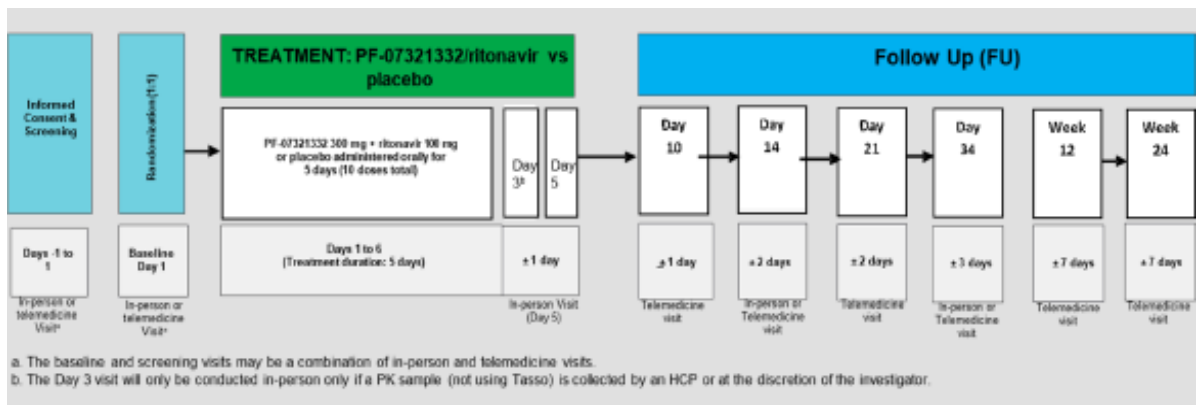 TREATMENT: PF-07321332/ritonavir vs
placebo
Follow Up (FU)
Informed
Consent &
Screening
Randomization (1:1)
PF-07321332 300 mg + ritonavir 100 mg
or placebo administered orally for
5 days (10 doses total)
Day
3b
Day
5
Day
10
Day
14
Day
21
Day
34
Week
12
Week
24
Days -1 to
1
Baseline
Day 1
Days 1 to 6
(Treatment duration: 5 days)
±1 day
±1 day
±2 days
±2 days
±3 days
±7 days
±7 days
In-person or
telemedicine
Visita
In-person or
telemedicine
Visita
In-person Visit
(Day 5)
Telemedicine
visit
In-person or
Telemedicine
visit
Telemedicine
visit
In-person or
Telemedicine
visit
Telemedicine
visit
Telemedicine
visit
a. The baseline and screening visits may be a combination of in-person and telemedicine visits.
b. The Day 3 visit will only be conducted in-person only if a PK sample (not using Tasso) is collected by an HCP or at the discretion of the investigator.